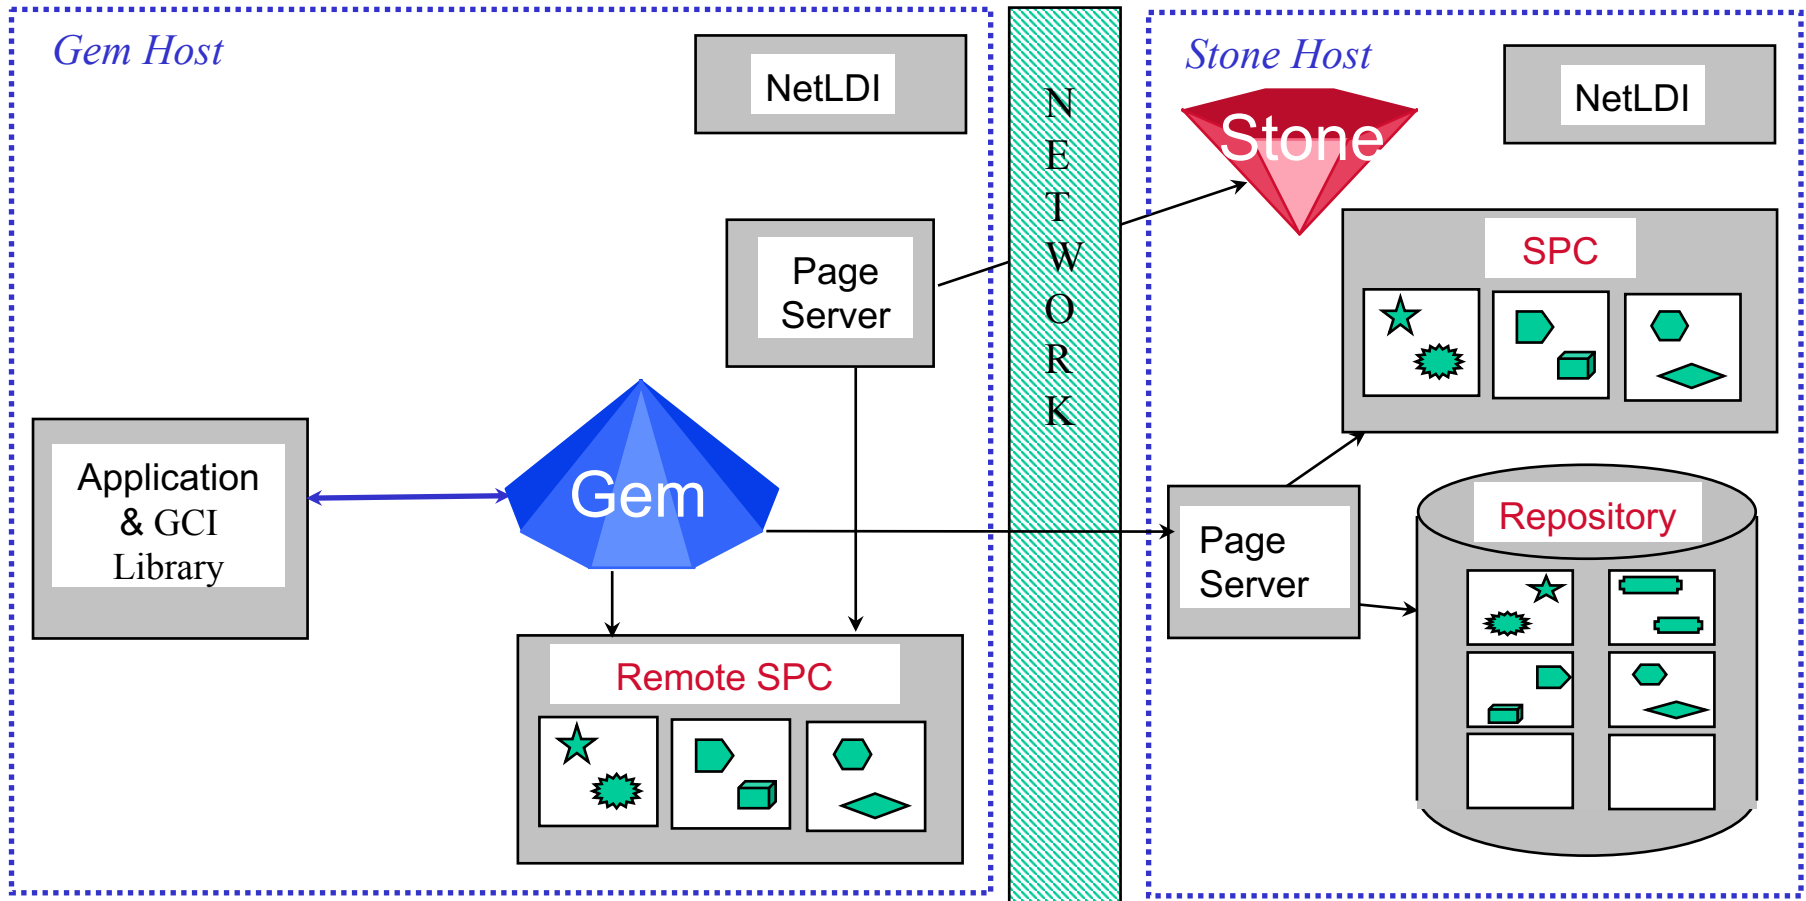 Gem Host
NetLDI
Page
Server
Application
& GCI
Library
Gem
Remote SPC
NETWORK
Stone Host
Stone
NetLDI
SPC
Page
Server
Repository